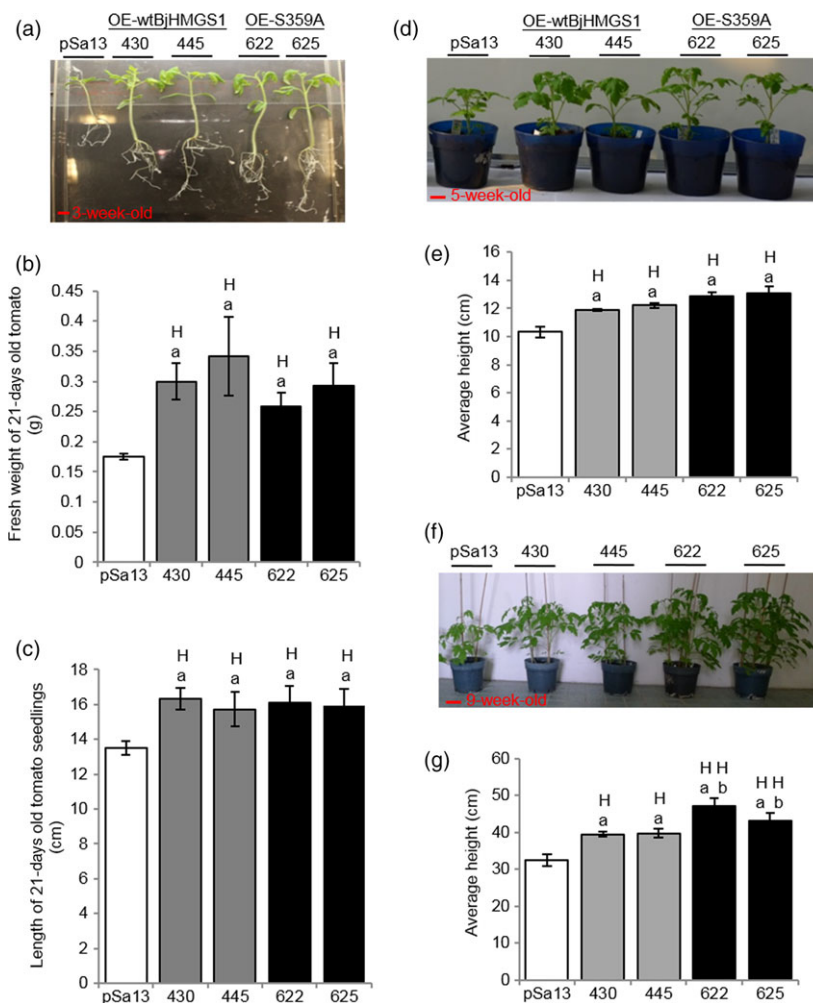 (a)
OE-wtBjHMGS1 OE-S359A
pSa13 430 445 622 625
3-week-old
(b)
Fresh weight of 21-days old tomato
(g)
0.45
0.4
0.35
0.3
0.25
0.2
0.15
0.1
0.05
0
H
a
H
a
H
a
H
a
pSa13 430 445 622 625
(c)
Length of 21-days old tomato seedlings
(cm)
18
16
14
12
10
8
6
4
2
0
H
a
H
a
H
a
H
a
pSa13 430 445 622 625
(d)
OE-wtBjHMGS1 OE-S359A
pSa13 430 445 622 625
5-week-old
(e)
Average height (cm)
16
14
12
10
8
6
4
2
0
H
a
H
a
H
a
H
a
pSa13 430 445 622 625
(f)
pSa13 430 445 622 625
9-week-old
(g)
Average height (cm)
60
50
40
30
20
10
0
H
a
H
a
H H
a b
H H
a b
pSa13 430 445 622 625